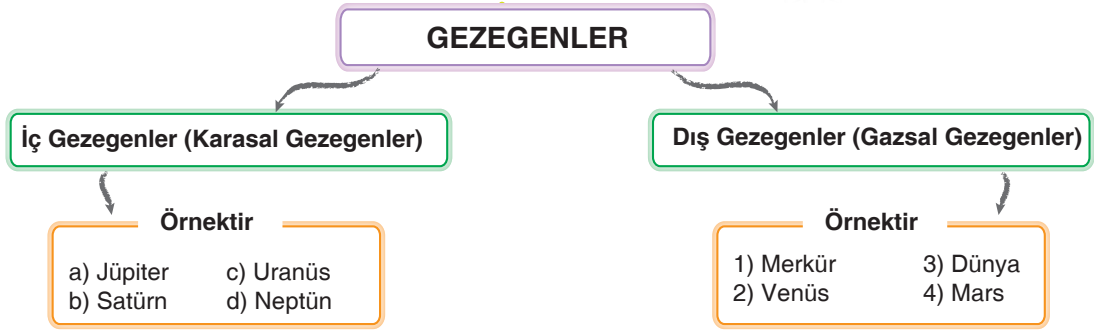 GEZEGENLER
İç Gezegenler (Karasal Gezegenler)
Dış Gezegenler (Gazsal Gezegenler)
Örnektir
a) Jüpiter c) Uranüs
b) Satürn d) Neptün
Örnektir
1) Merkür 3) Dünya
2) Venüs 4) Mars